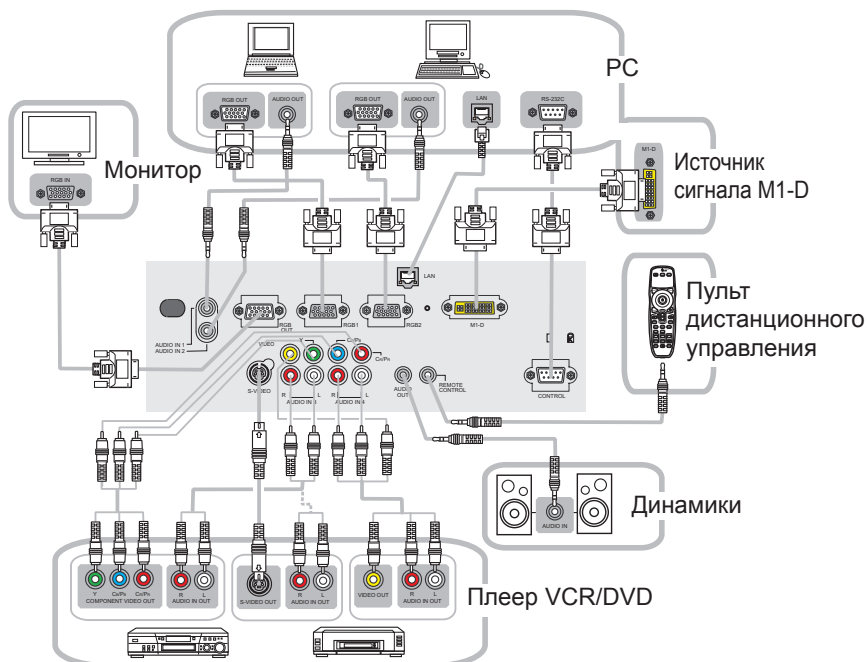 PC
RGB OUT
AUDIO OUT
RGB OUT
AUDIO OUT
LAN
RS-232C
Монитор
RGB IN
M1-D
Источник
сигнала M1-D
LAN
AUDIO IN 1
AUDIO IN 2
RGB
OUT
RGB1
RGB2
M1-D
Пульт
дистанционного
управления
VIDEO
Y
CB/PB
CR/PR
S-VIDEO
R
L
AUDIO IN 3
R
L
AUDIO IN 4
AUDIO
OUT
REMOTE
CONTROL
CONTROL
Динамики
AUDIO IN
Y
CB/PB
CR/PR
COMPONENT VIDEO OUT
R
L
AUDIO IN OUT
S-VIDEO OUT
R
L
AUDIO IN OUT
VIDEO OUT
R
L
AUDIO IN OUT
Плеер VCR/DVD